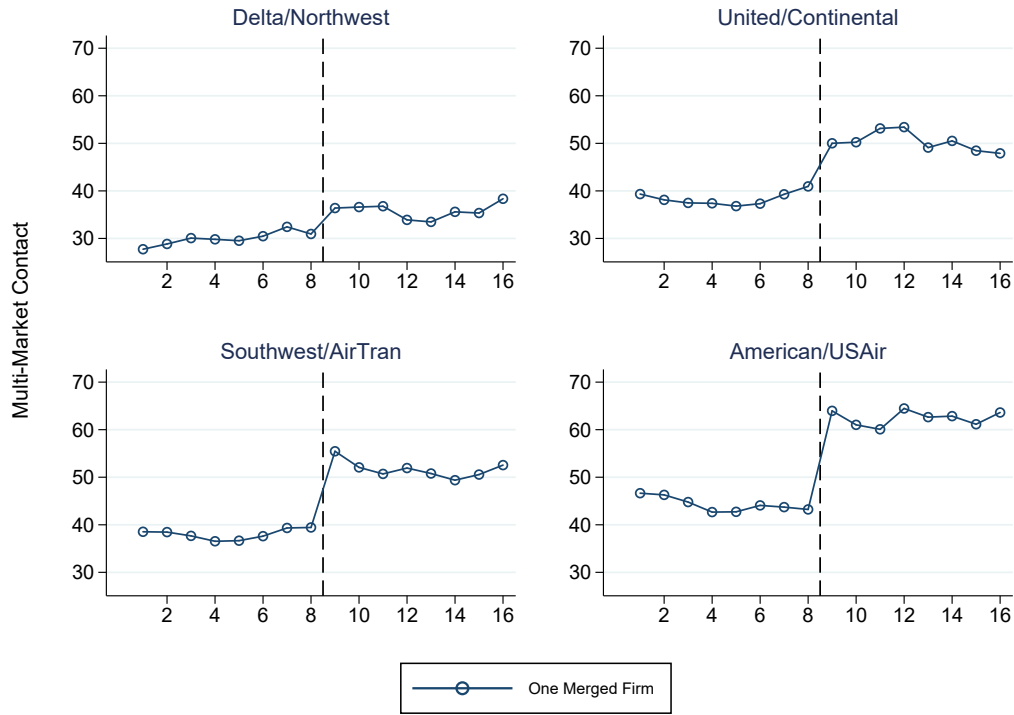 Multi-Market Contact
Delta/Northwest
70
60
50
40
30
2 4 6 8 10 12 14 16
United/Continental
70
60
50
40
30
2 4 6 8 10 12 14 16
Southwest/AirTran
70
60
50
40
30
2 4 6 8 10 12 14 16
American/USAir
70
60
50
40
30
2 4 6 8 10 12 14 16
One Merged Firm